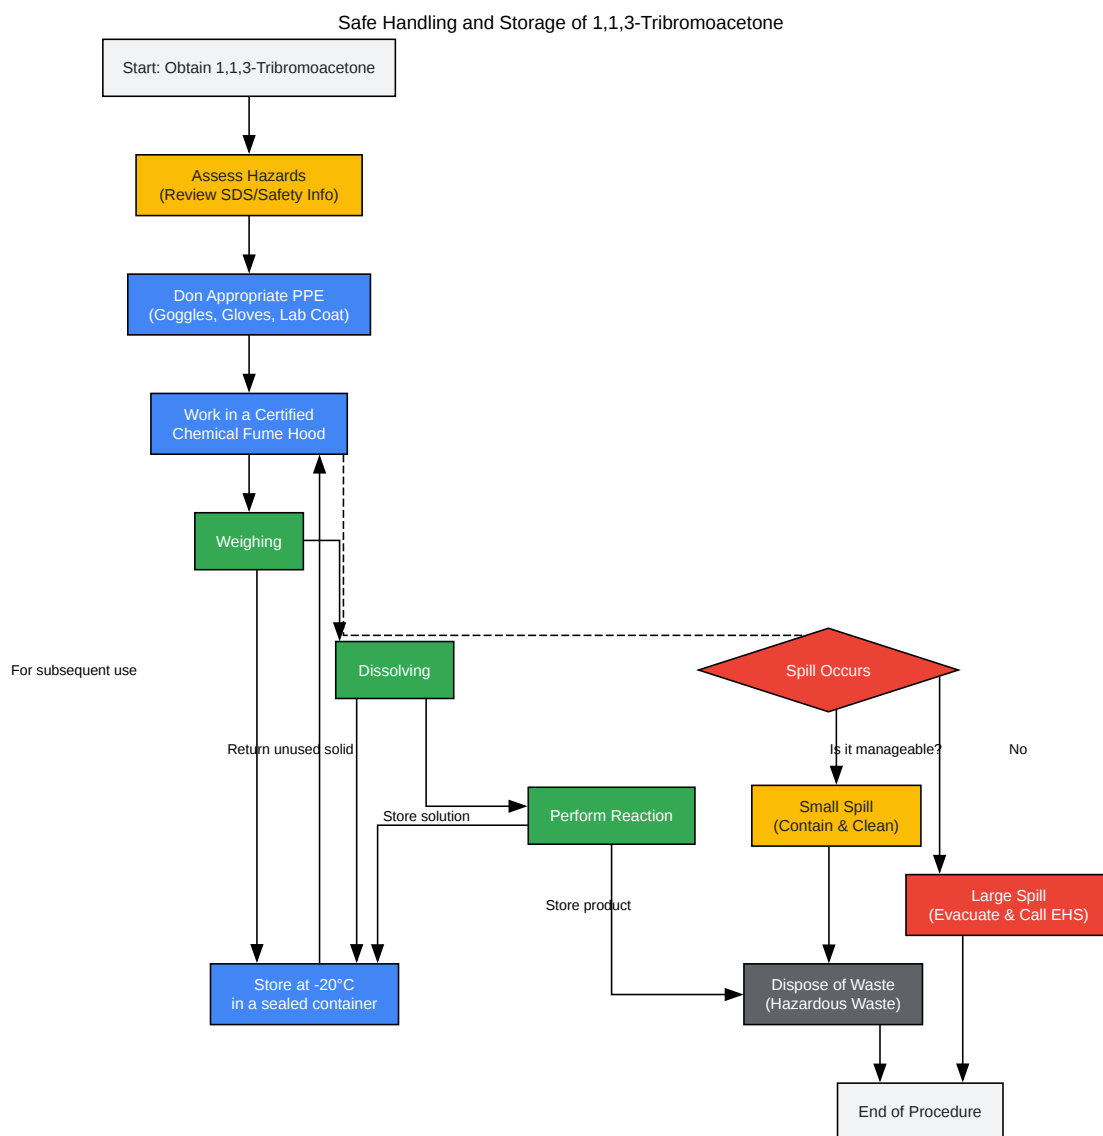 Safe Handling and Storage of 1,1,3-Tribromoacetone
Start: Obtain 1,1,3-Tribromoacetone
Assess Hazards
(Review SDS/Safety Info)
Don Appropriate PPE
(Goggles, Gloves, Lab Coat)
Work in a Certified
Chemical Fume Hood
Weighing
For subsequent use
Dissolving
Spill Occurs
Return unused solid
Is it manageable?
No
Store solution
Perform Reaction
Small Spill
(Contain & Clean)
Store product
Large Spill
(Evacuate & Call EHS)
Store at -20°C
in a sealed container
Dispose of Waste
(Hazardous Waste)
End of Procedure